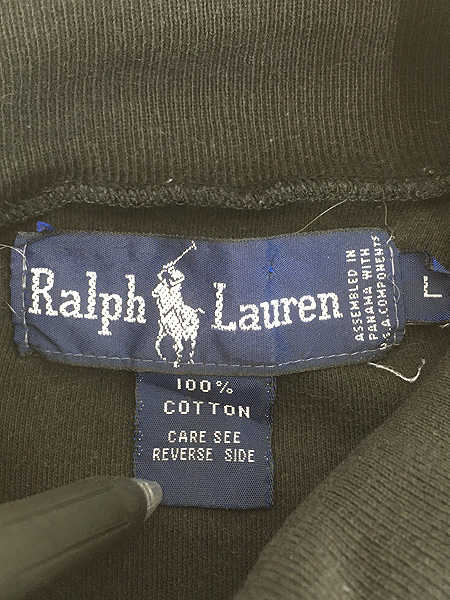 Ralph Lauren
ASSEMBLED IN
PANAMA WITH
U.S.A. COMPONENTS
L
100%
COTTON
CARE SEE
REVERSE SIDE